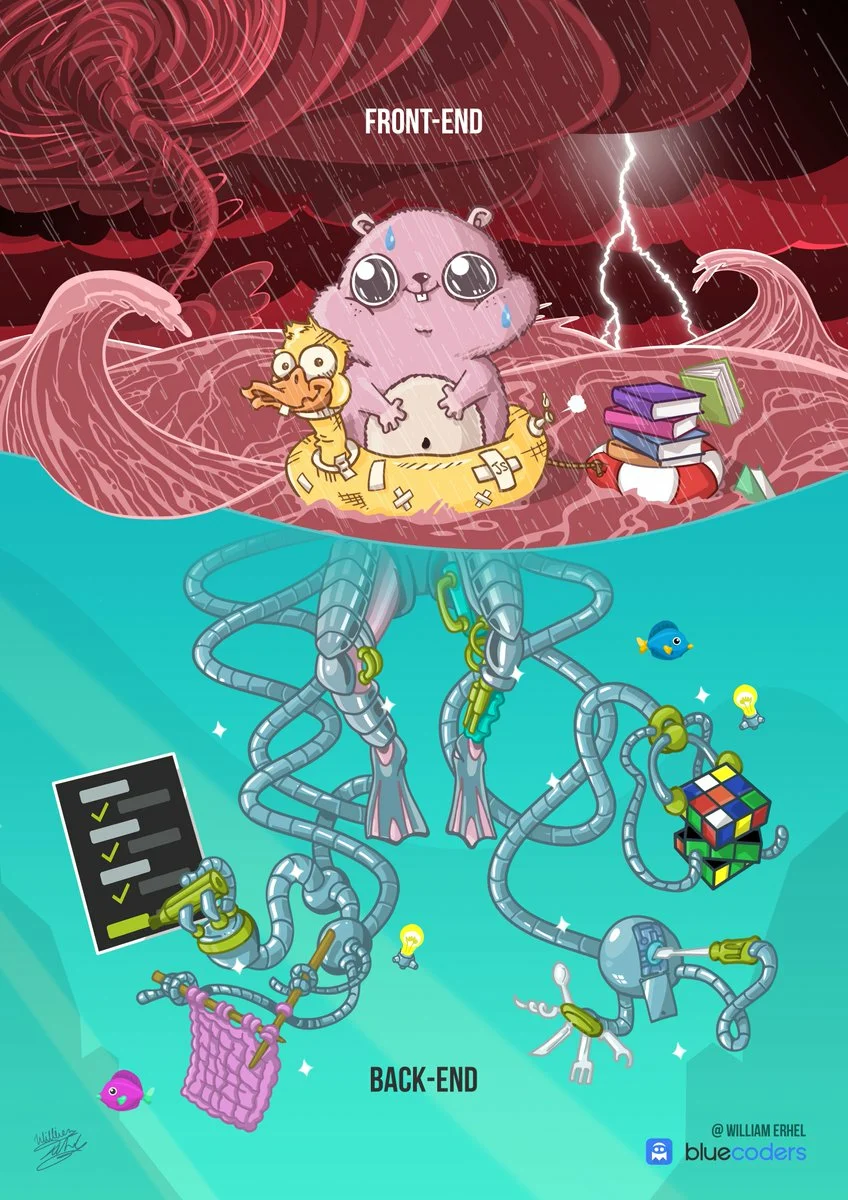 FRONT-END
JS
BACK-END
@ WILLIAM ERHEL
bluecoders